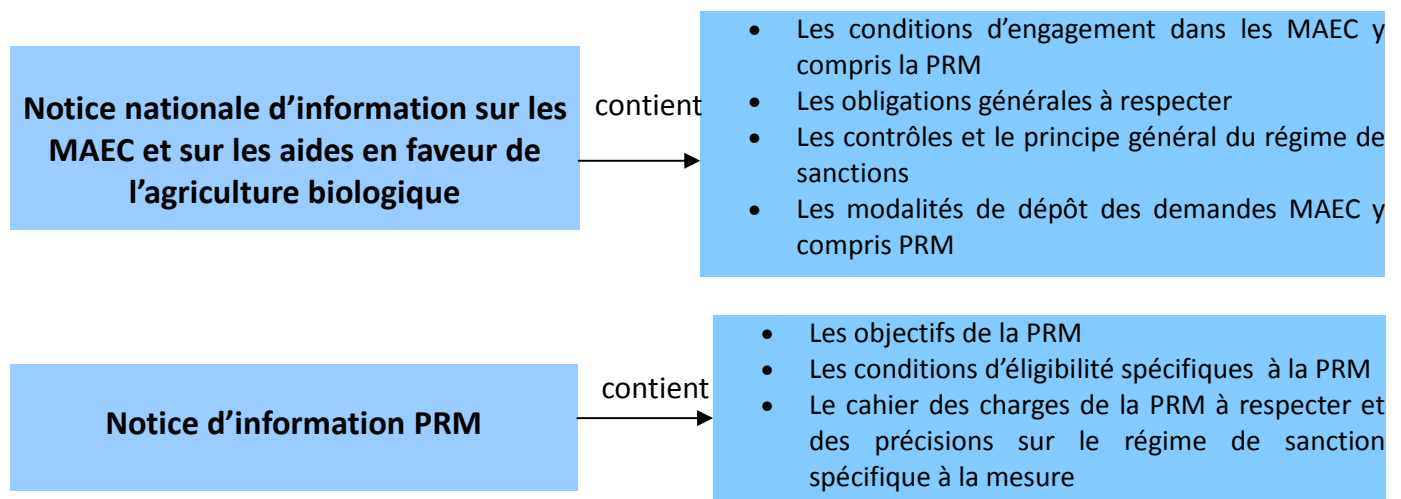 Notice nationale d’information sur les
MAEC et sur les aides en faveur de
l’agriculture biologique
contient
• Les conditions d’engagement dans les MAEC y
compris la PRM
• Les obligations générales à respecter
• Les contrôles et le principe général du régime de
sanctions
• Les modalités de dépôt des demandes MAEC y
compris PRM
Notice d’information PRM
contient
• Les objectifs de la PRM
• Les conditions d’éligibilité spécifiques à la PRM
• Le cahier des charges de la PRM à respecter et
des précisions sur le régime de sanction
spécifique à la mesure